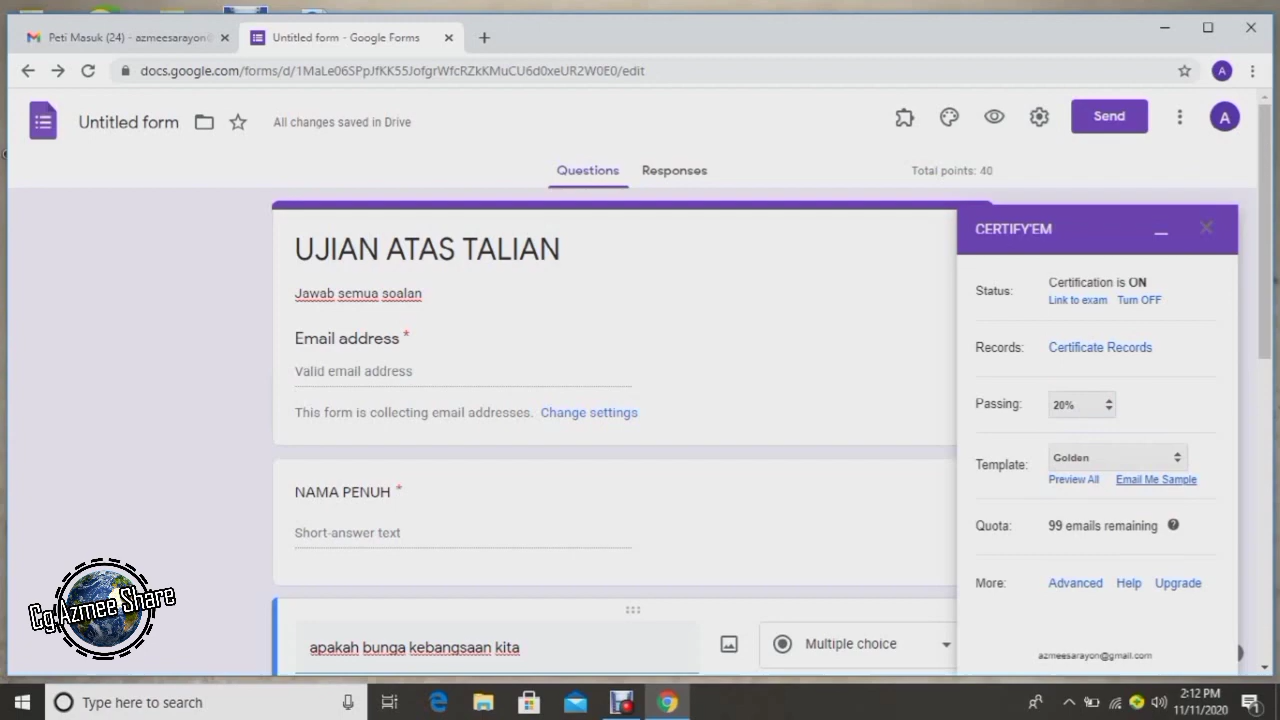 Peti Masuk (24) - azmeesarayon@
Untitled form - Google Forms
docs.google.com/forms/d/1MaLe06SPpJfKK55JofgrWfcRZkKMuCU6d0xeUR2W0E0/edit
A
Untitled form
All changes saved in Drive
Send
A
Questions
Responses
Total points: 40
UJIAN ATAS TALIAN
Jawab semua soalan
Email address *
Valid email address
This form is collecting email addresses. Change settings
NAMA PENUH *
Short-answer text
apakah bunga kebangsaan kita
Multiple choice
CERTIFY'EM
Status: Certification is ON
Link to exam Turn OFF
Records: Certificate Records
Passing: 20%
Template: Golden
Preview All Email Me Sample
Quota: 99 emails remaining ?
More: Advanced Help Upgrade
azmeesarayon@gmail.com
Cg Azmee Share
Type here to search
2:12 PM
11/11/2020
1